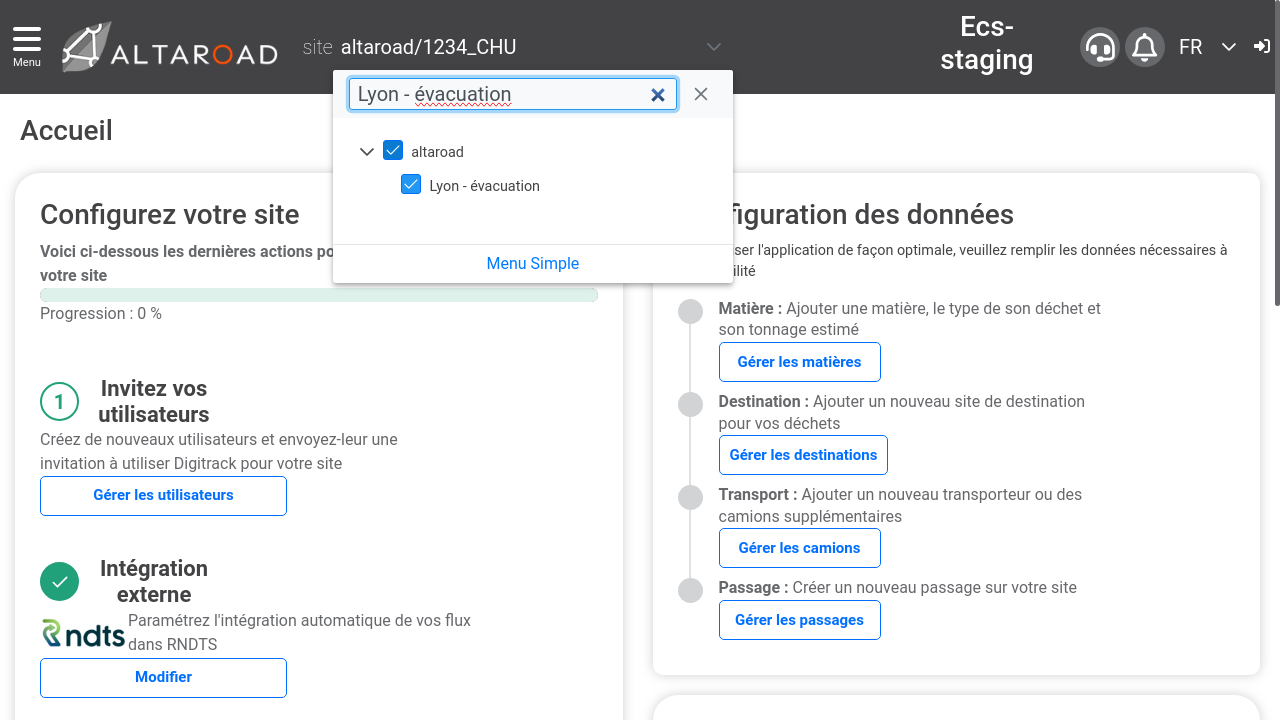 Menu
ALTAROAD
site altaroad/1234_CHU
Ecs-
staging
FR
Lyon - évacuation
altaroad
Lyon - évacuation
Menu Simple
Accueil
Configurez votre site
Voici ci-dessous les dernières actions po
votre site
Progression : 0 %
1
Invitez vos
utilisateurs
Créez de nouveaux utilisateurs et envoyez-leur une
invitation à utiliser Digitrack pour votre site
Gérer les utilisateurs
Intégration
externe
rndts
Paramétrez l'intégration automatique de vos flux
dans RNDTS
Modifier
figuration des données
ser l'application de façon optimale, veuillez remplir les données nécessaires à
ilité
Matière : Ajouter une matière, le type de son déchet et
son tonnage estimé
Gérer les matières
Destination : Ajouter un nouveau site de destination
pour vos déchets
Gérer les destinations
Transport : Ajouter un nouveau transporteur ou des
camions supplémentaires
Gérer les camions
Passage : Créer un nouveau passage sur votre site
Gérer les passages